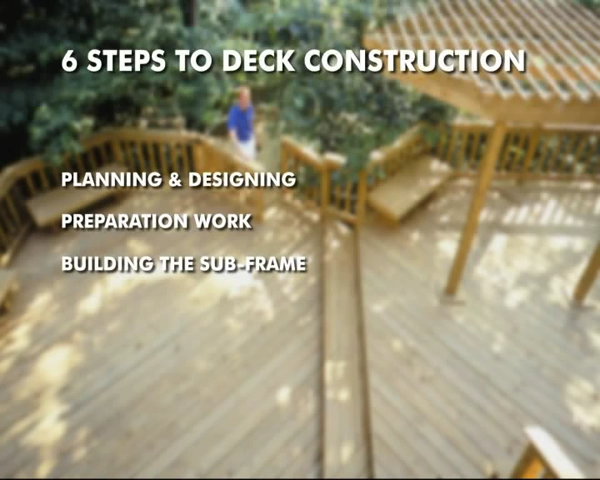 6 STEPS TO DECK CONSTRUCTION
PLANNING & DESIGNING
PREPARATION WORK
BUILDING THE SUB-FRAME